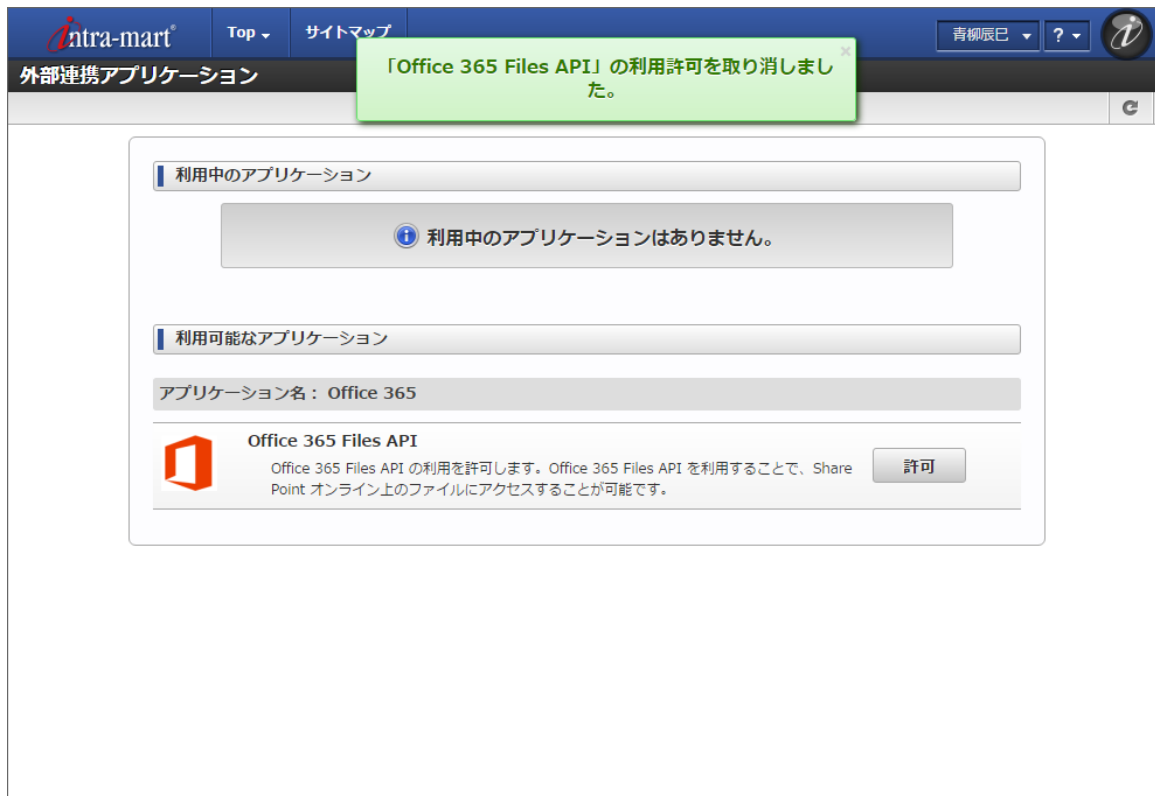 intra-mart®
Top
サイトマップ
青柳辰巳
?
外部連携アプリケーション
「Office 365 Files API」の利用許可を取り消しまし
た。
×
利用中のアプリケーション
利用中のアプリケーションはありません。
利用可能なアプリケーション
アプリケーション名： Office 365
Office 365 Files API
Office 365 Files API の利用を許可します。Office 365 Files API を利用することで、Share
Point オンライン上のファイルにアクセスすることが可能です。
許可